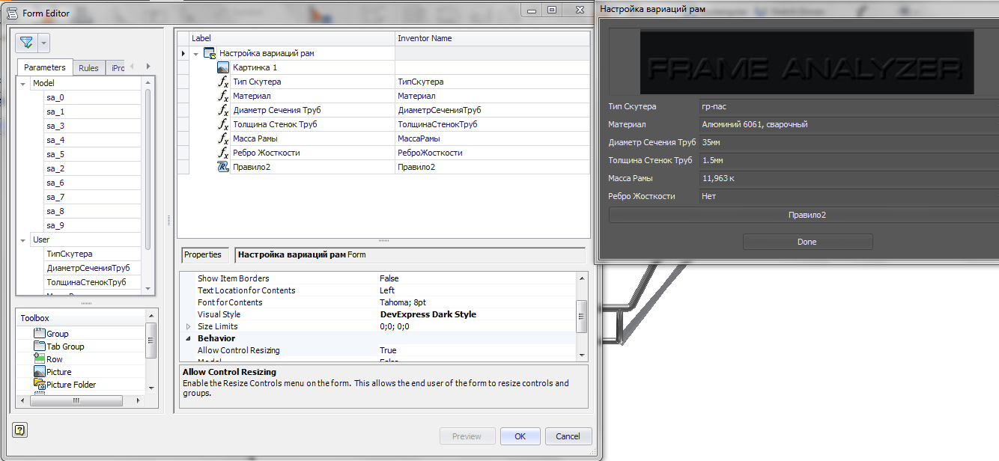 Form Editor
Parameters Rules iPro
Model
sa_0
sa_1
sa_3
sa_4
sa_5
sa_2
sa_6
sa_7
sa_8
sa_9
User
ТипСкутера
ДиаметрСеченияТруб
ТолщинаСтенокТруб
Toolbox
Group
Tab Group
Row
Picture
Picture Folder
Label Inventor Name
Настройка вариаций рам
Картинка 1
Тип Скутера ТипСкутера
Материал Материал
Диаметр Сечения Труб ДиаметрСеченияТруб
Толщина Стенок Труб ТолщинаСтенокТруб
Масса Рамы МассаРамы
Ребро Жосткости РеброЖосткости
Правило2 Правило2
Properties Настройка вариаций рам Form
Show Item Borders False
Text Location for Contents Left
Font for Contents Tahoma; 8pt
Visual Style DevExpress Dark Style
Size Limits 0;0; 0;0
Behavior
Allow Control Resizing True
Allow Control Resizing
Enable the Resize Controls menu on the form. This allows the end user of the form to resize controls and
groups.
Preview OK Cancel
Настройка вариаций рам
FRAME ANALYZER
Тип Скутера гр-пас
Материал Алюминий 6061, сварочный
Диаметр Сечения Труб 35мм
Толщина Стенок Труб 1.5мм
Масса Рамы 11,963 к
Ребро Жосткости Нет
Правило2
Done